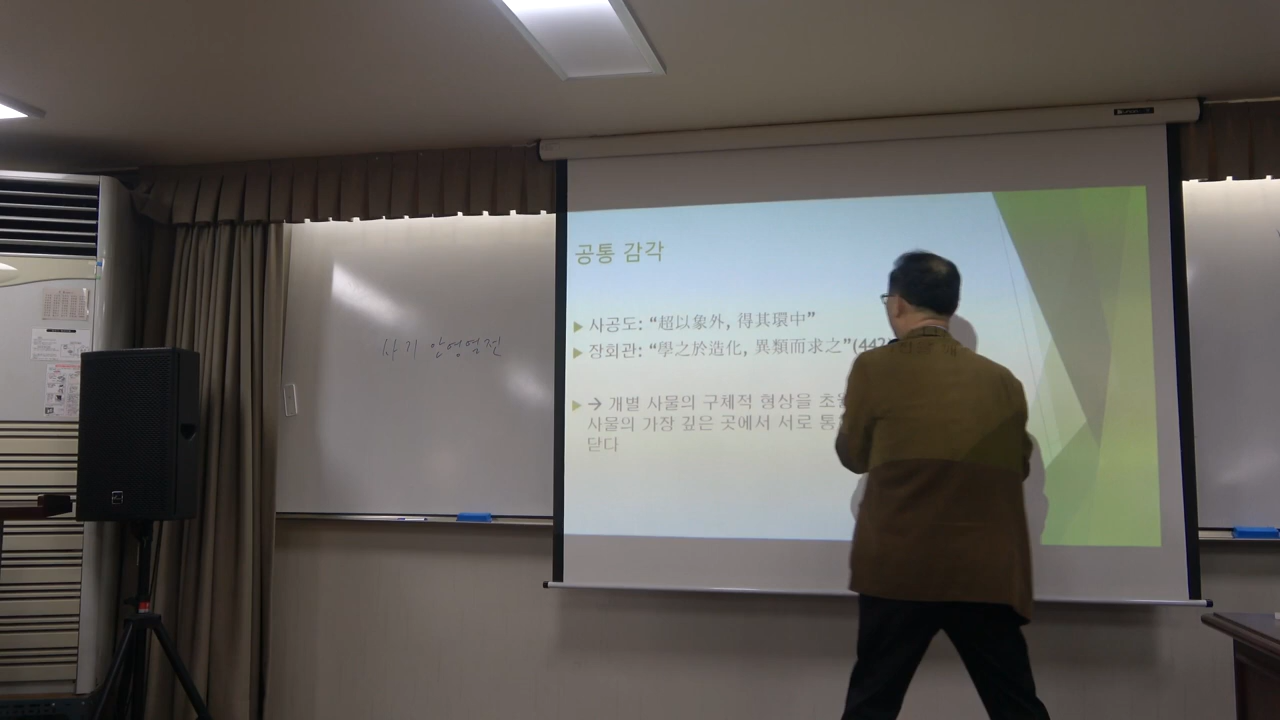 사기 안영열전
공통 감각
사공도: “超以象外, 得其環中”
장회관: “學之於造化, 異類而求之”(442
→ 개별 사물의 구체적 형상을
사물의 가장 깊은 곳에서 서로
닫다